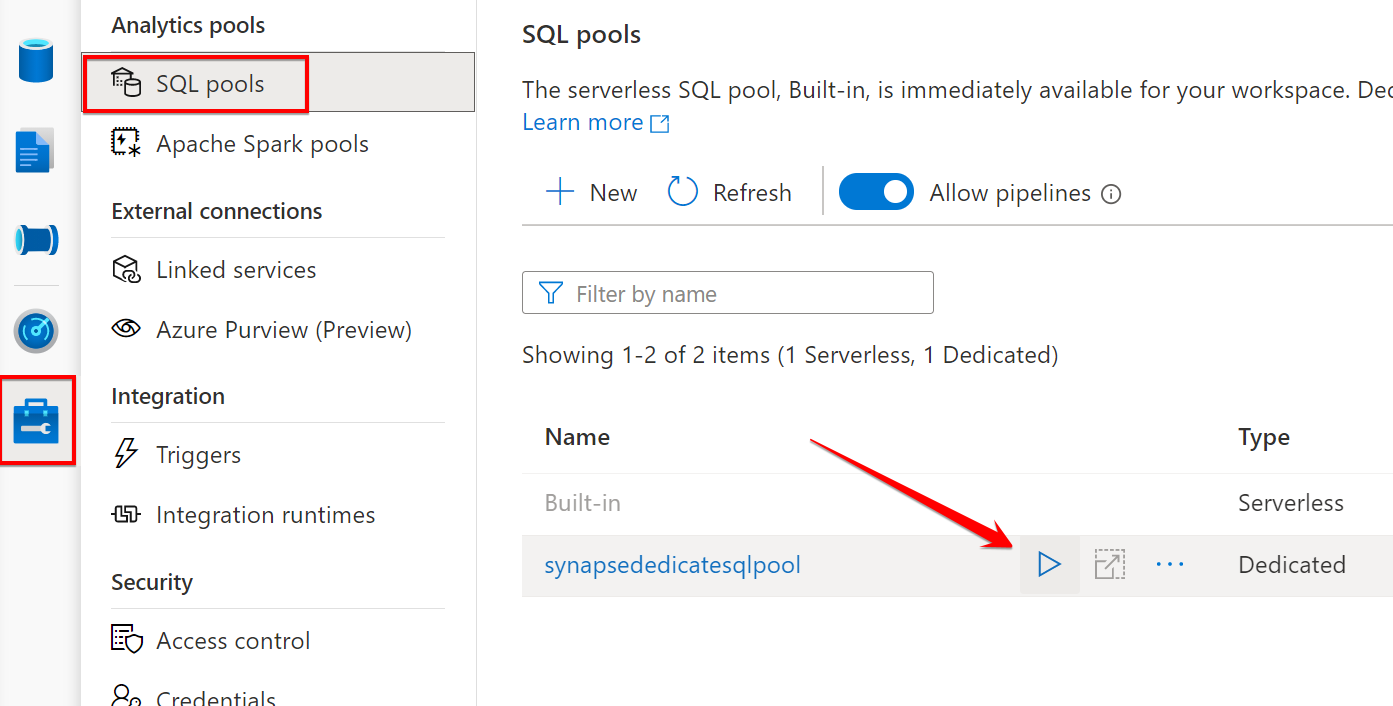 Analytics pools
SQL pools
Apache Spark pools
External connections
Linked services
Azure Purview (Preview)
Integration
Triggers
Integration runtimes
Security
Access control
Credentials
SQL pools
The serverless SQL pool, Built-in, is immediately available for your workspace.
Learn more
New Refresh Allow pipelines
Filter by name
Showing 1-2 of 2 items (1 Serverless, 1 Dedicated)
Name Type
Built-in Serverless
synapsededicatesqlpool Dedicated